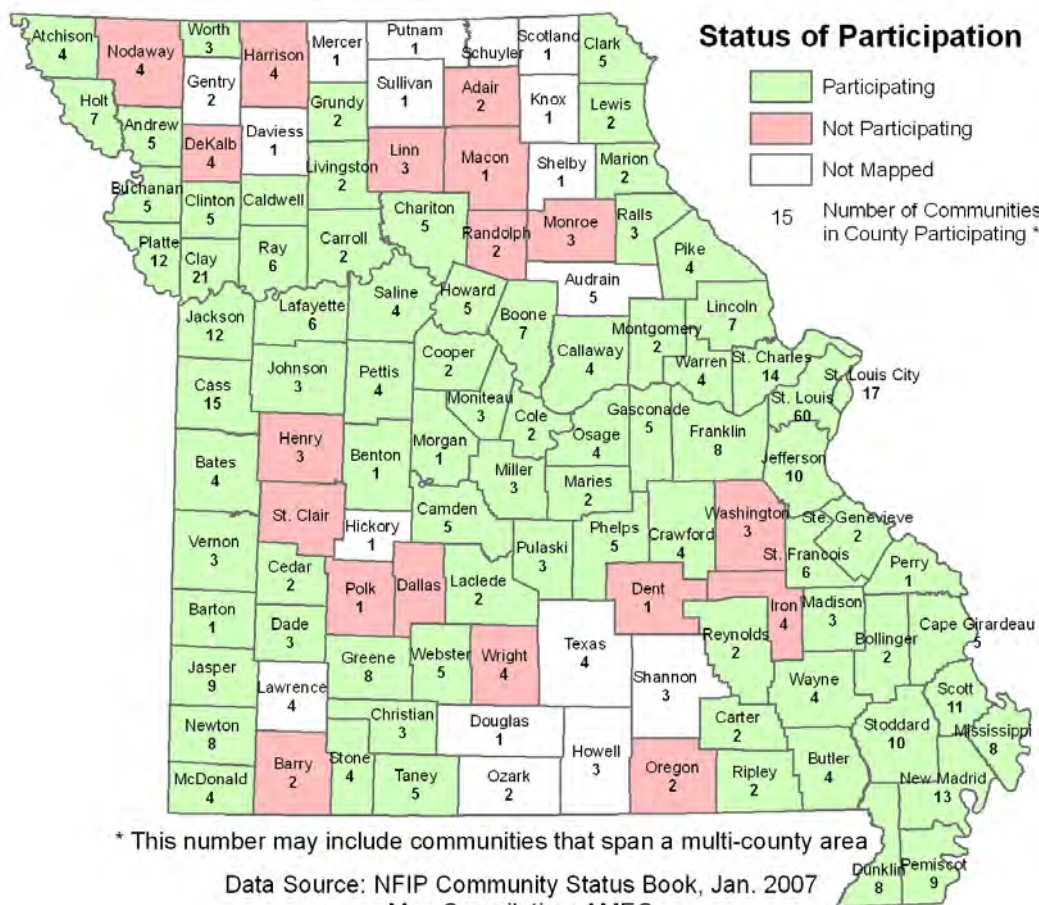 Status of Participation
Participating
Not Participating
Not Mapped
15 Number of Communities
in County Participating *
Atchison
4
Nodaway
4
Worth
3
Harrison
4
Mercer
1
Putnam
1
Schuyler
Scotland
1
Clark
5
Gentry
2
Sullivan
1
Adair
2
Knox
1
Lewis
2
Holt
7
Andrew
5
DeKalb
4
Daviess
1
Grundy
2
Linn
3
Macon
1
Shelby
1
Marion
2
Livingston
2
Buchanan
5
Clinton
5
Caldwell
Chariton
5
Randolph
2
Monroe
3
Ralls
3
Pike
4
Platte
12
Clay
21
Ray
6
Carroll
2
Audrain
5
Saline
4
Howard
5
Boone
7
Lincoln
7
Jackson
12
Lafayette
6
Montgomery
2
Callaway
4
Warren
4
St. Charles
14
St. Louis City
17
Cooper
2
Johnson
3
Pettis
4
Cass
15
Moniteau
3
Cole
2
Gasconade
5
St. Louis
60
Osage
4
Franklin
8
Henry
3
Benton
1
Morgan
1
Jefferson
10
Bates
4
Miller
3
Maries
2
St. Clair
Hickory
1
Camden
5
Washington
3
Ste. Genevieve
2
Phelps
5
Crawford
4
Pulaski
3
St. Francois
6
Vernon
3
Cedar
2
Perry
1
Polk
1
Dallas
Laclede
2
Dent
1
Iron
4
Madison
3
Barton
1
Dade
3
Cape Girardeau
5
Texas
4
Reynolds
2
Bollinger
2
Greene
8
Webster
5
Wright
4
Jasper
9
Shannon
3
Wayne
4
Lawrence
4
Scott
11
Christian
3
Douglas
1
Carter
2
Stoddard
10
Mississippi
8
Newton
8
Howell
3
Barry
2
Stone
4
Taney
5
Ozark
2
Oregon
2
Ripley
2
Butler
4
McDonald
4
New Madrid
13
* This number may include communities that span a multi-county area
Dunklin
8
Pemiscot
9
Data Source: NFIP Community Status Book, Jan. 2007